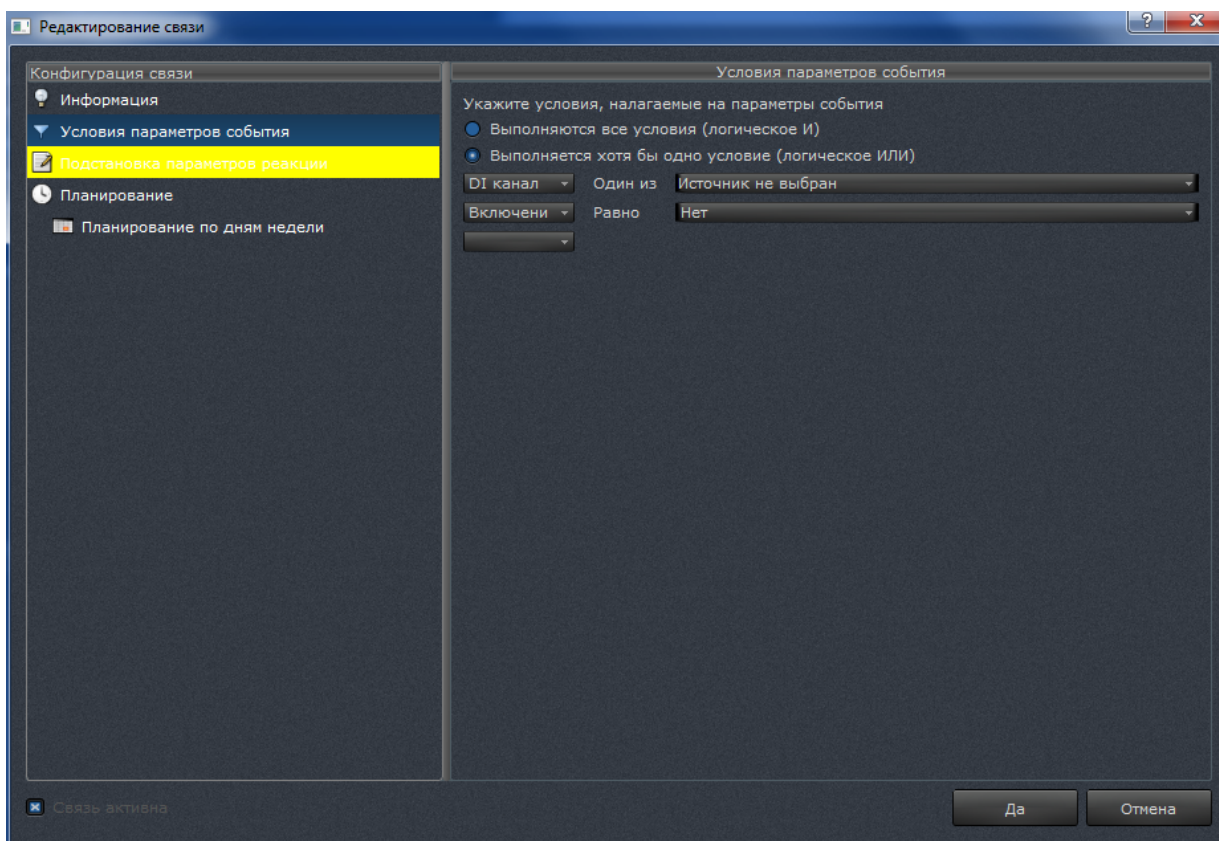 Редактирование связи
?
Конфигурация связи
Информация
Условия параметров события
Подстановка параметров реакции
Планирование
Планирование по дням недели
Условия параметров события
Укажите условия, налагаемые на параметры события
Выполняются все условия (логическое И)
Выполняется хотя бы одно условие (логическое ИЛИ)
DI канал Один из Источник не выбран
Включени Равно Нет
Связь активна
Да Отмена